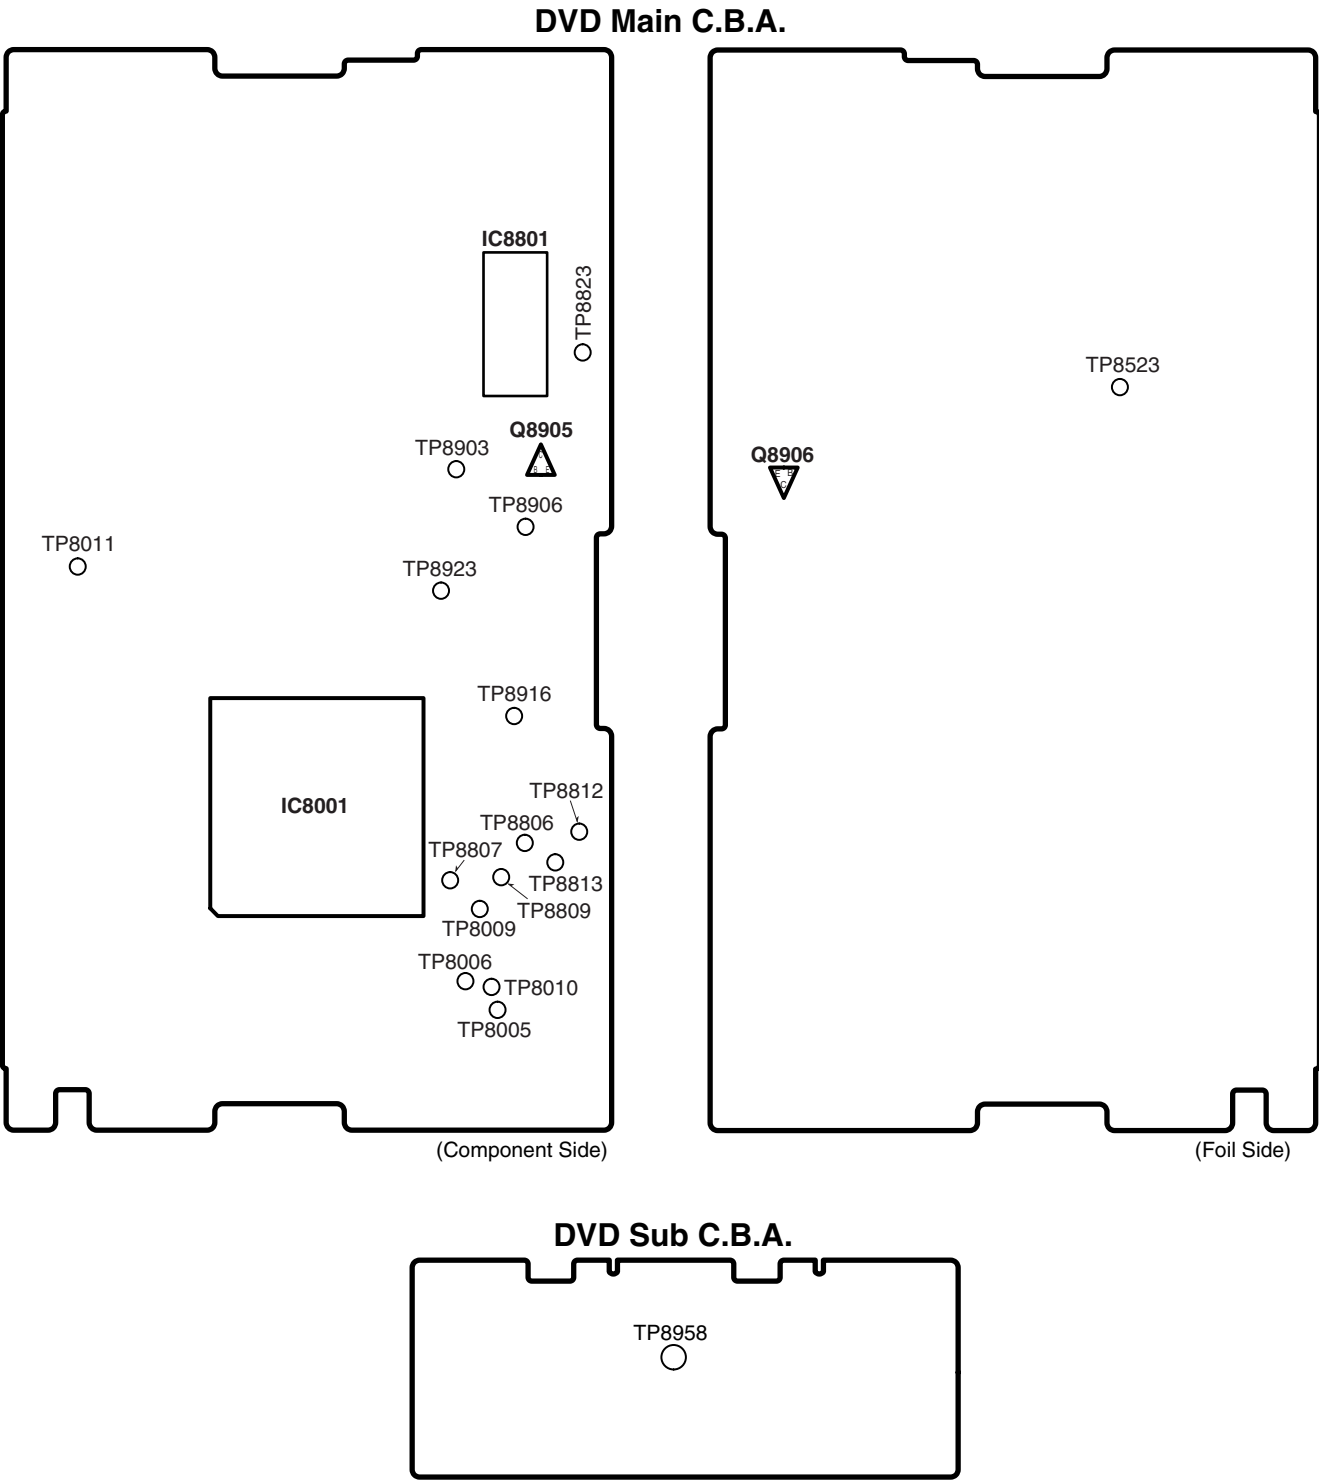 DVD Main C.B.A.
IC8801
TP8823
TP8523
Q8905
C
B E
TP8903
Q8906
E B
C
TP8906
TP8011
TP8923
TP8916
TP8812
IC8001
TP8806
TP8807
TP8813
TP8809
TP8009
TP8006
TP8010
TP8005
(Component Side)
(Foil Side)
DVD Sub C.B.A.
TP8958